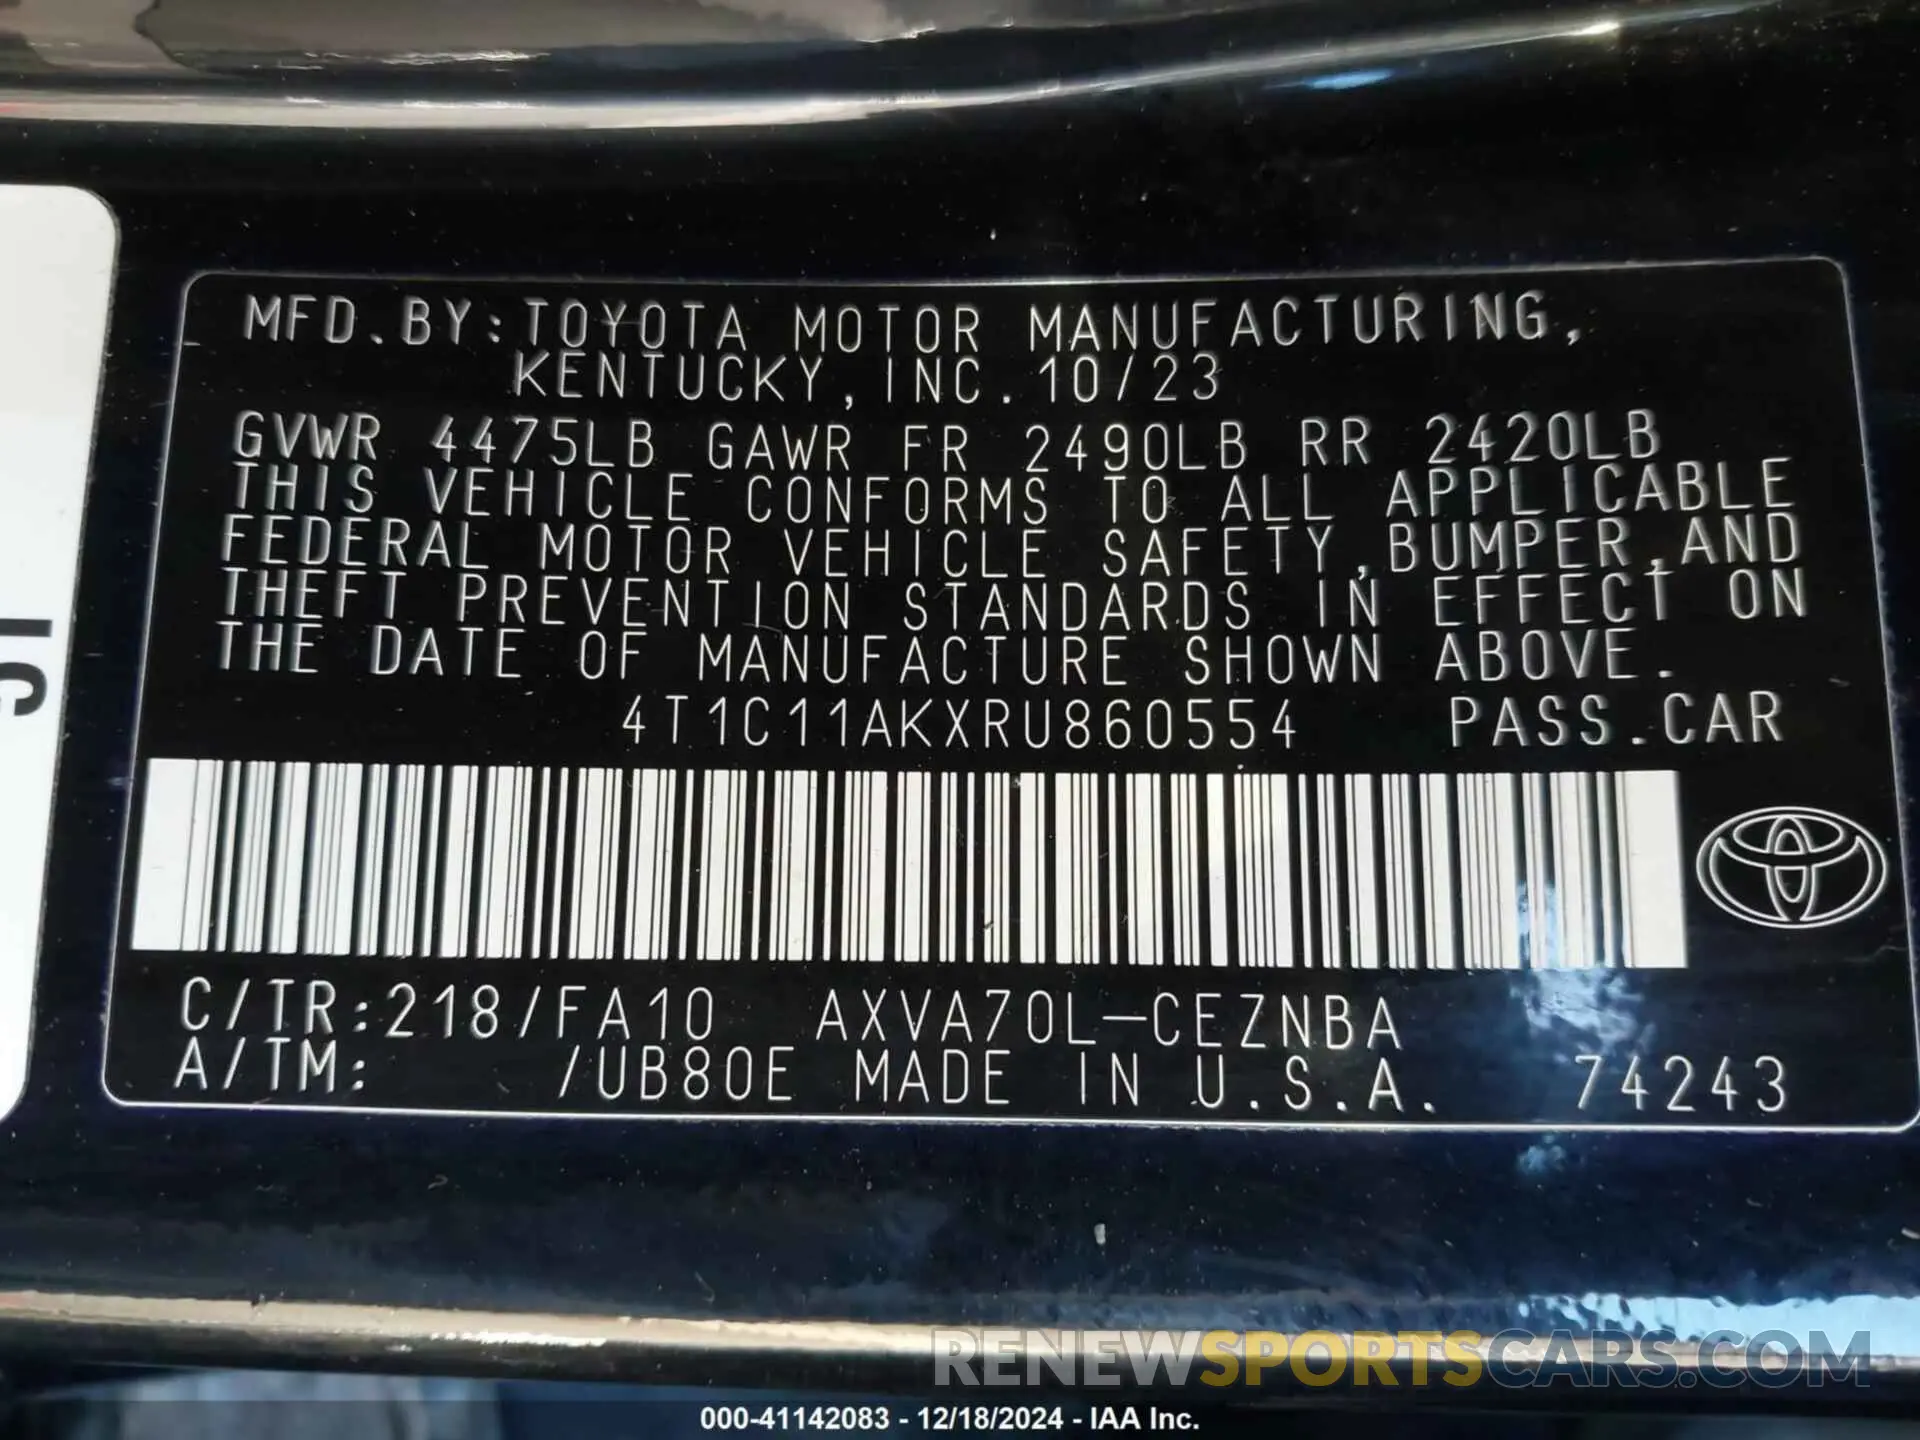 MFD.BY:TOYOTA MOTOR MANUFACTURING,
KENTUCKY, INC. 10/23
GVWR 4475LB GAWR FR 2490LB RR 2420LB
THIS VEHICLE CONFORMS TO ALL APPLICABLE
FEDERAL MOTOR VEHICLE SAFETY,BUMPER,AND
THEFT PREVENTION STANDARDS IN EFFECT ON
THE DATE OF MANUFACTURE SHOWN ABOVE.
4T1C11AKXRU860554 PASS.CAR
C/TR:218/FA10 AXVA70L-CEZNBA
A/TM: /UB80E MADE IN U.S.A. 74243
RENEWSPORTSCARS.COM
000-41142083 - 12/18/2024 - IAA Inc.